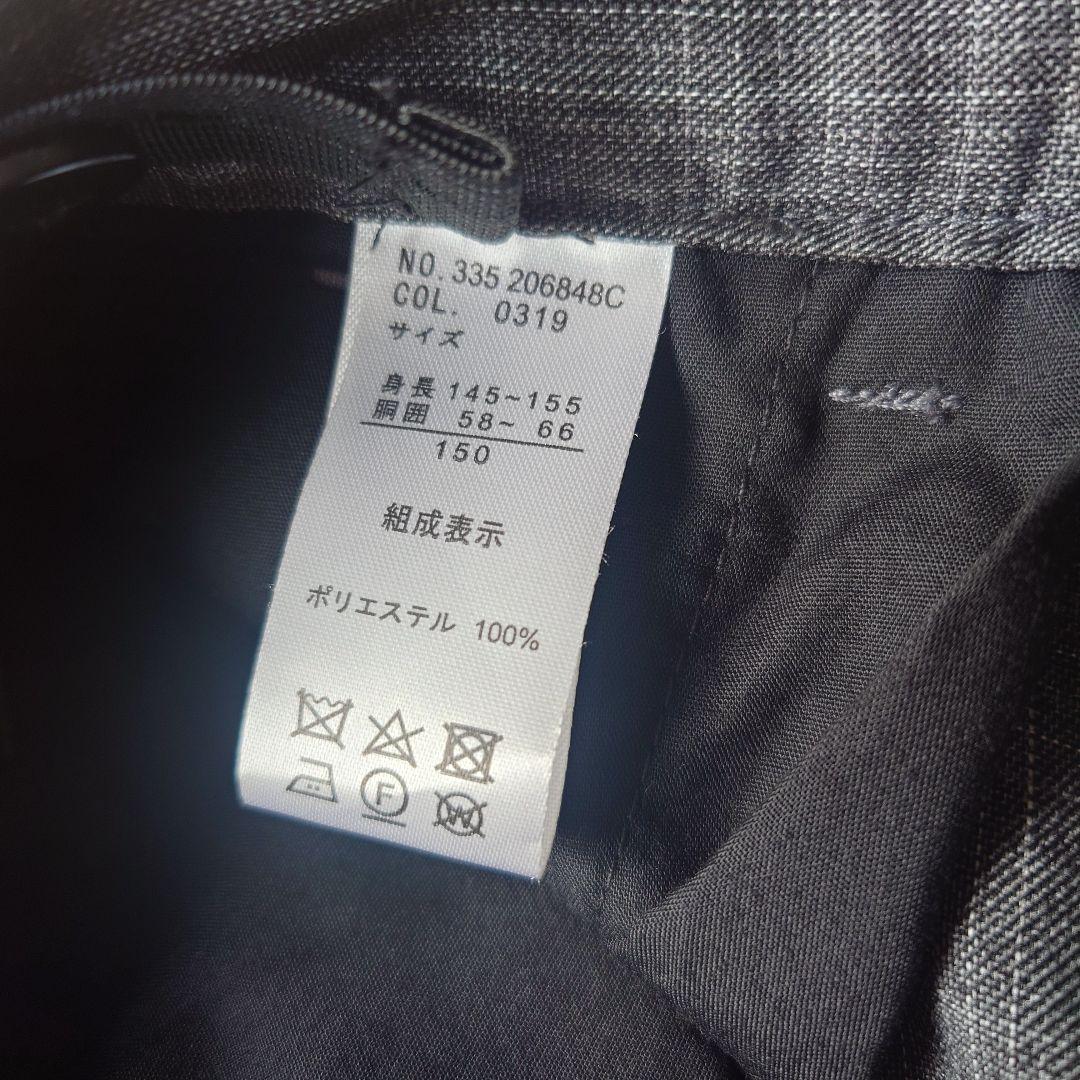 NO. 335 206848C
COL. 0319
サイズ
身長 145~155
胴囲 58~ 66
150
組成表示
ポリエステル 100%
F
W